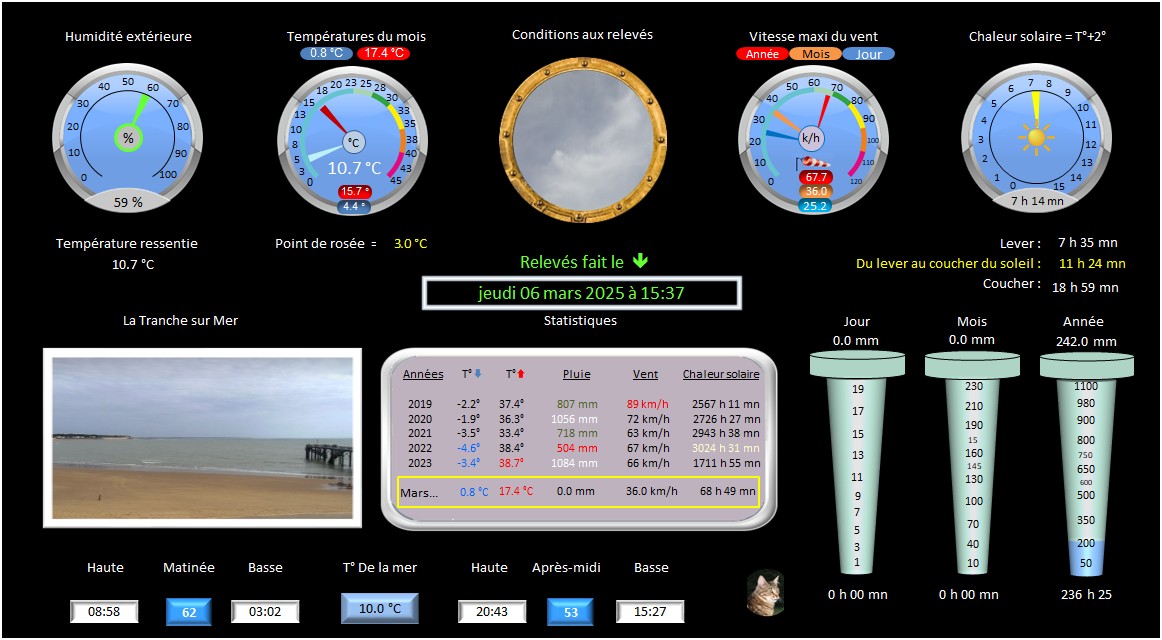 Humidité extérieure
Températures du mois
Conditions aux relevés
Vitesse maxi du vent
Chaleur solaire = T°+2°
0.8 °C 17.4 °C
Année Mois Jour
0 10 20 30 40 50 60 70 80 90 100
%
59 %
0 3 5 8 10 13 15 18 20 23 25 28 30 33 35 38 40 43 45
°C
10.7 °C
15.7 °
4.4 °
0 10 20 30 40 50 60 70 80 90 100 110 120
k/h
67.7
36.0
25.2
0 1 2 3 4 5 6 7 8 9 10 11 12 13 14 15
7 h 14 mn
Température ressentie
10.7 °C
Point de rosée = 3.0 °C
Relevés fait le
jeudi 06 mars 2025 à 15:37
Lever : 7 h 35 mn
Du lever au coucher du soleil : 11 h 24 mn
Coucher : 18 h 59 mn
La Tranche sur Mer
Statistiques
Années T° T° Pluie Vent Chaleur solaire
2019 -2.2° 37.4° 807 mm 89 km/h 2567 h 11 mn
2020 -1.9° 36.3° 1056 mm 72 km/h 2726 h 27 mn
2021 -3.5° 33.4° 718 mm 63 km/h 2943 h 38 mn
2022 -4.6° 38.4° 504 mm 67 km/h 3024 h 31 mn
2023 -3.4° 38.7° 1084 mm 66 km/h 1711 h 55 mn
Mars... 0.8 °C 17.4 °C 0.0 mm 36.0 km/h 68 h 49 mn
Jour
0.0 mm
19
17
15
13
11
9
7
5
3
1
0 h 00 mn
Mois
0.0 mm
230
210
190
15
160
145
130
100
70
40
10
0 h 00 mn
Année
242.0 mm
1100
980
900
800
750
650
600
500
350
200
50
236 h 25
Haute Matinée Basse T° De la mer Haute Après-midi Basse
08:58 62 03:02 10.0 °C 20:43 53 15:27